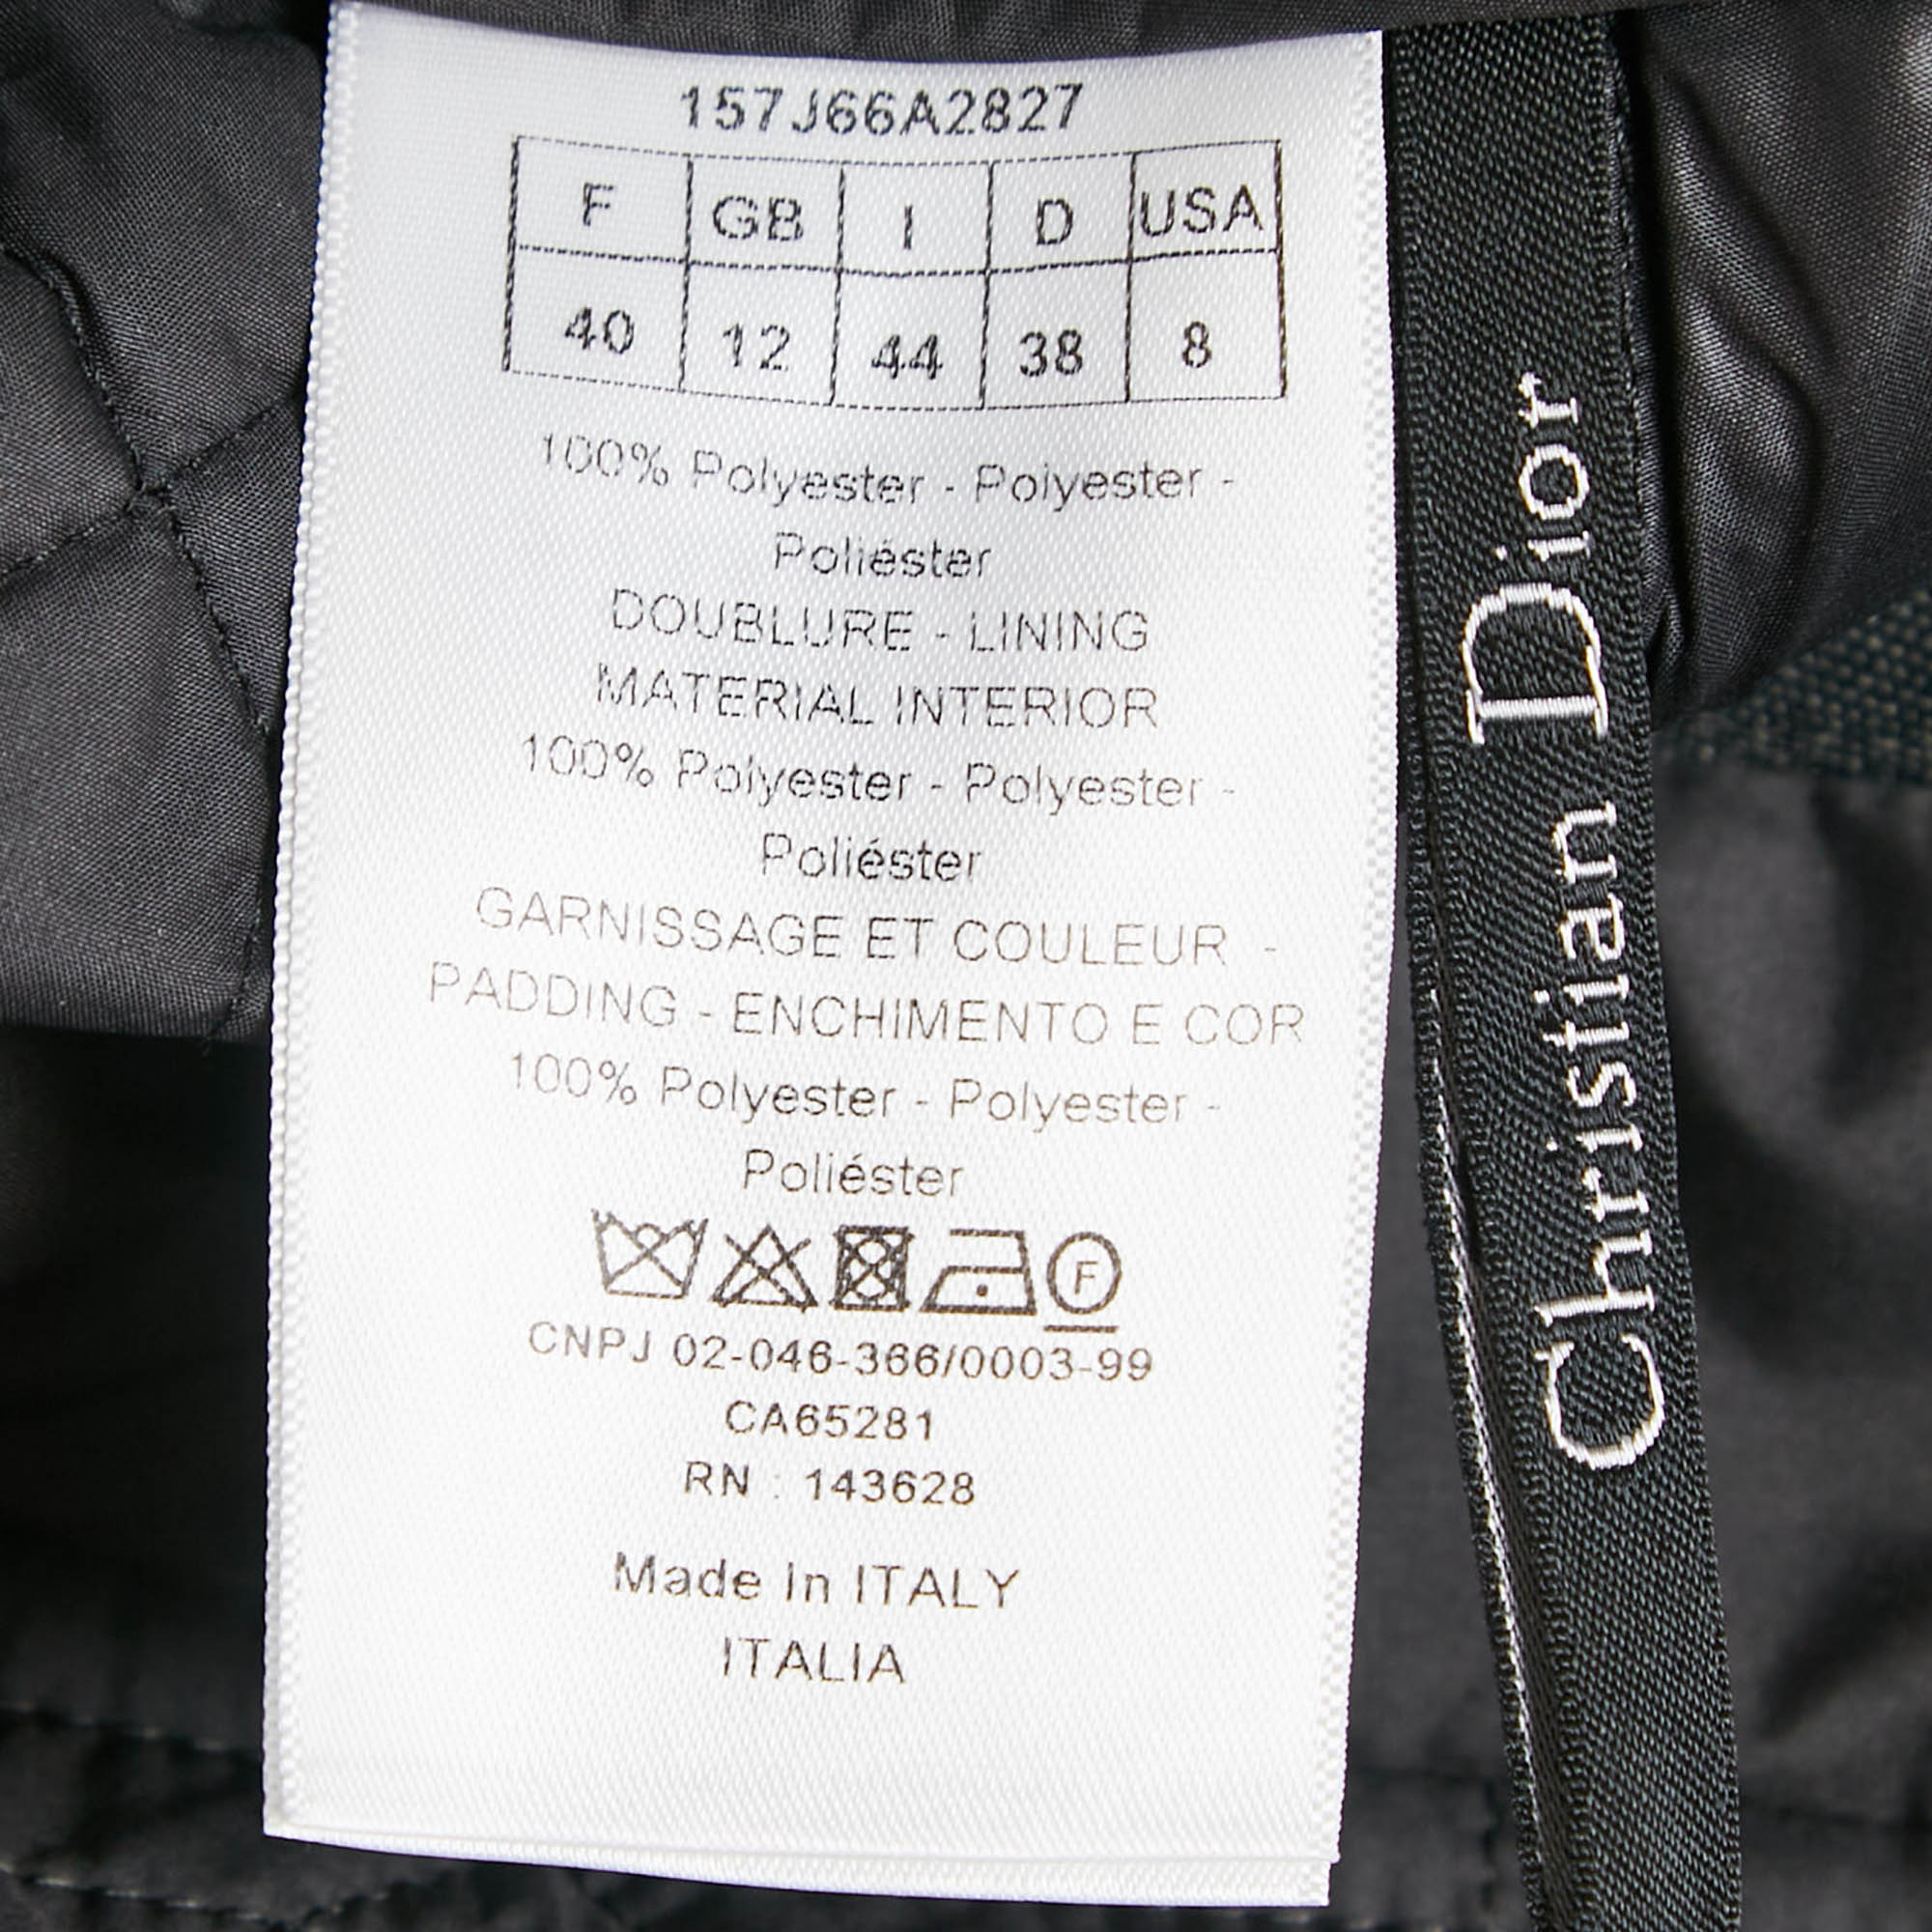 157J66A2827
F GB I D USA
40 12 44 38 8
100% Polyester - Polyester -
Poliéster
DOUBLURE - LINING
MATERIAL INTERIOR
100% Polyester - Polyester -
Poliéster
GARNISSAGE ET COULEUR -
PADDING - ENCHIMENTO E COR
100% Polyester - Polyester -
Poliéster
F
CNPJ 02-046-366/0003-99
CA65281
RN : 143628
Made In ITALY
ITALIA
Christian Dior